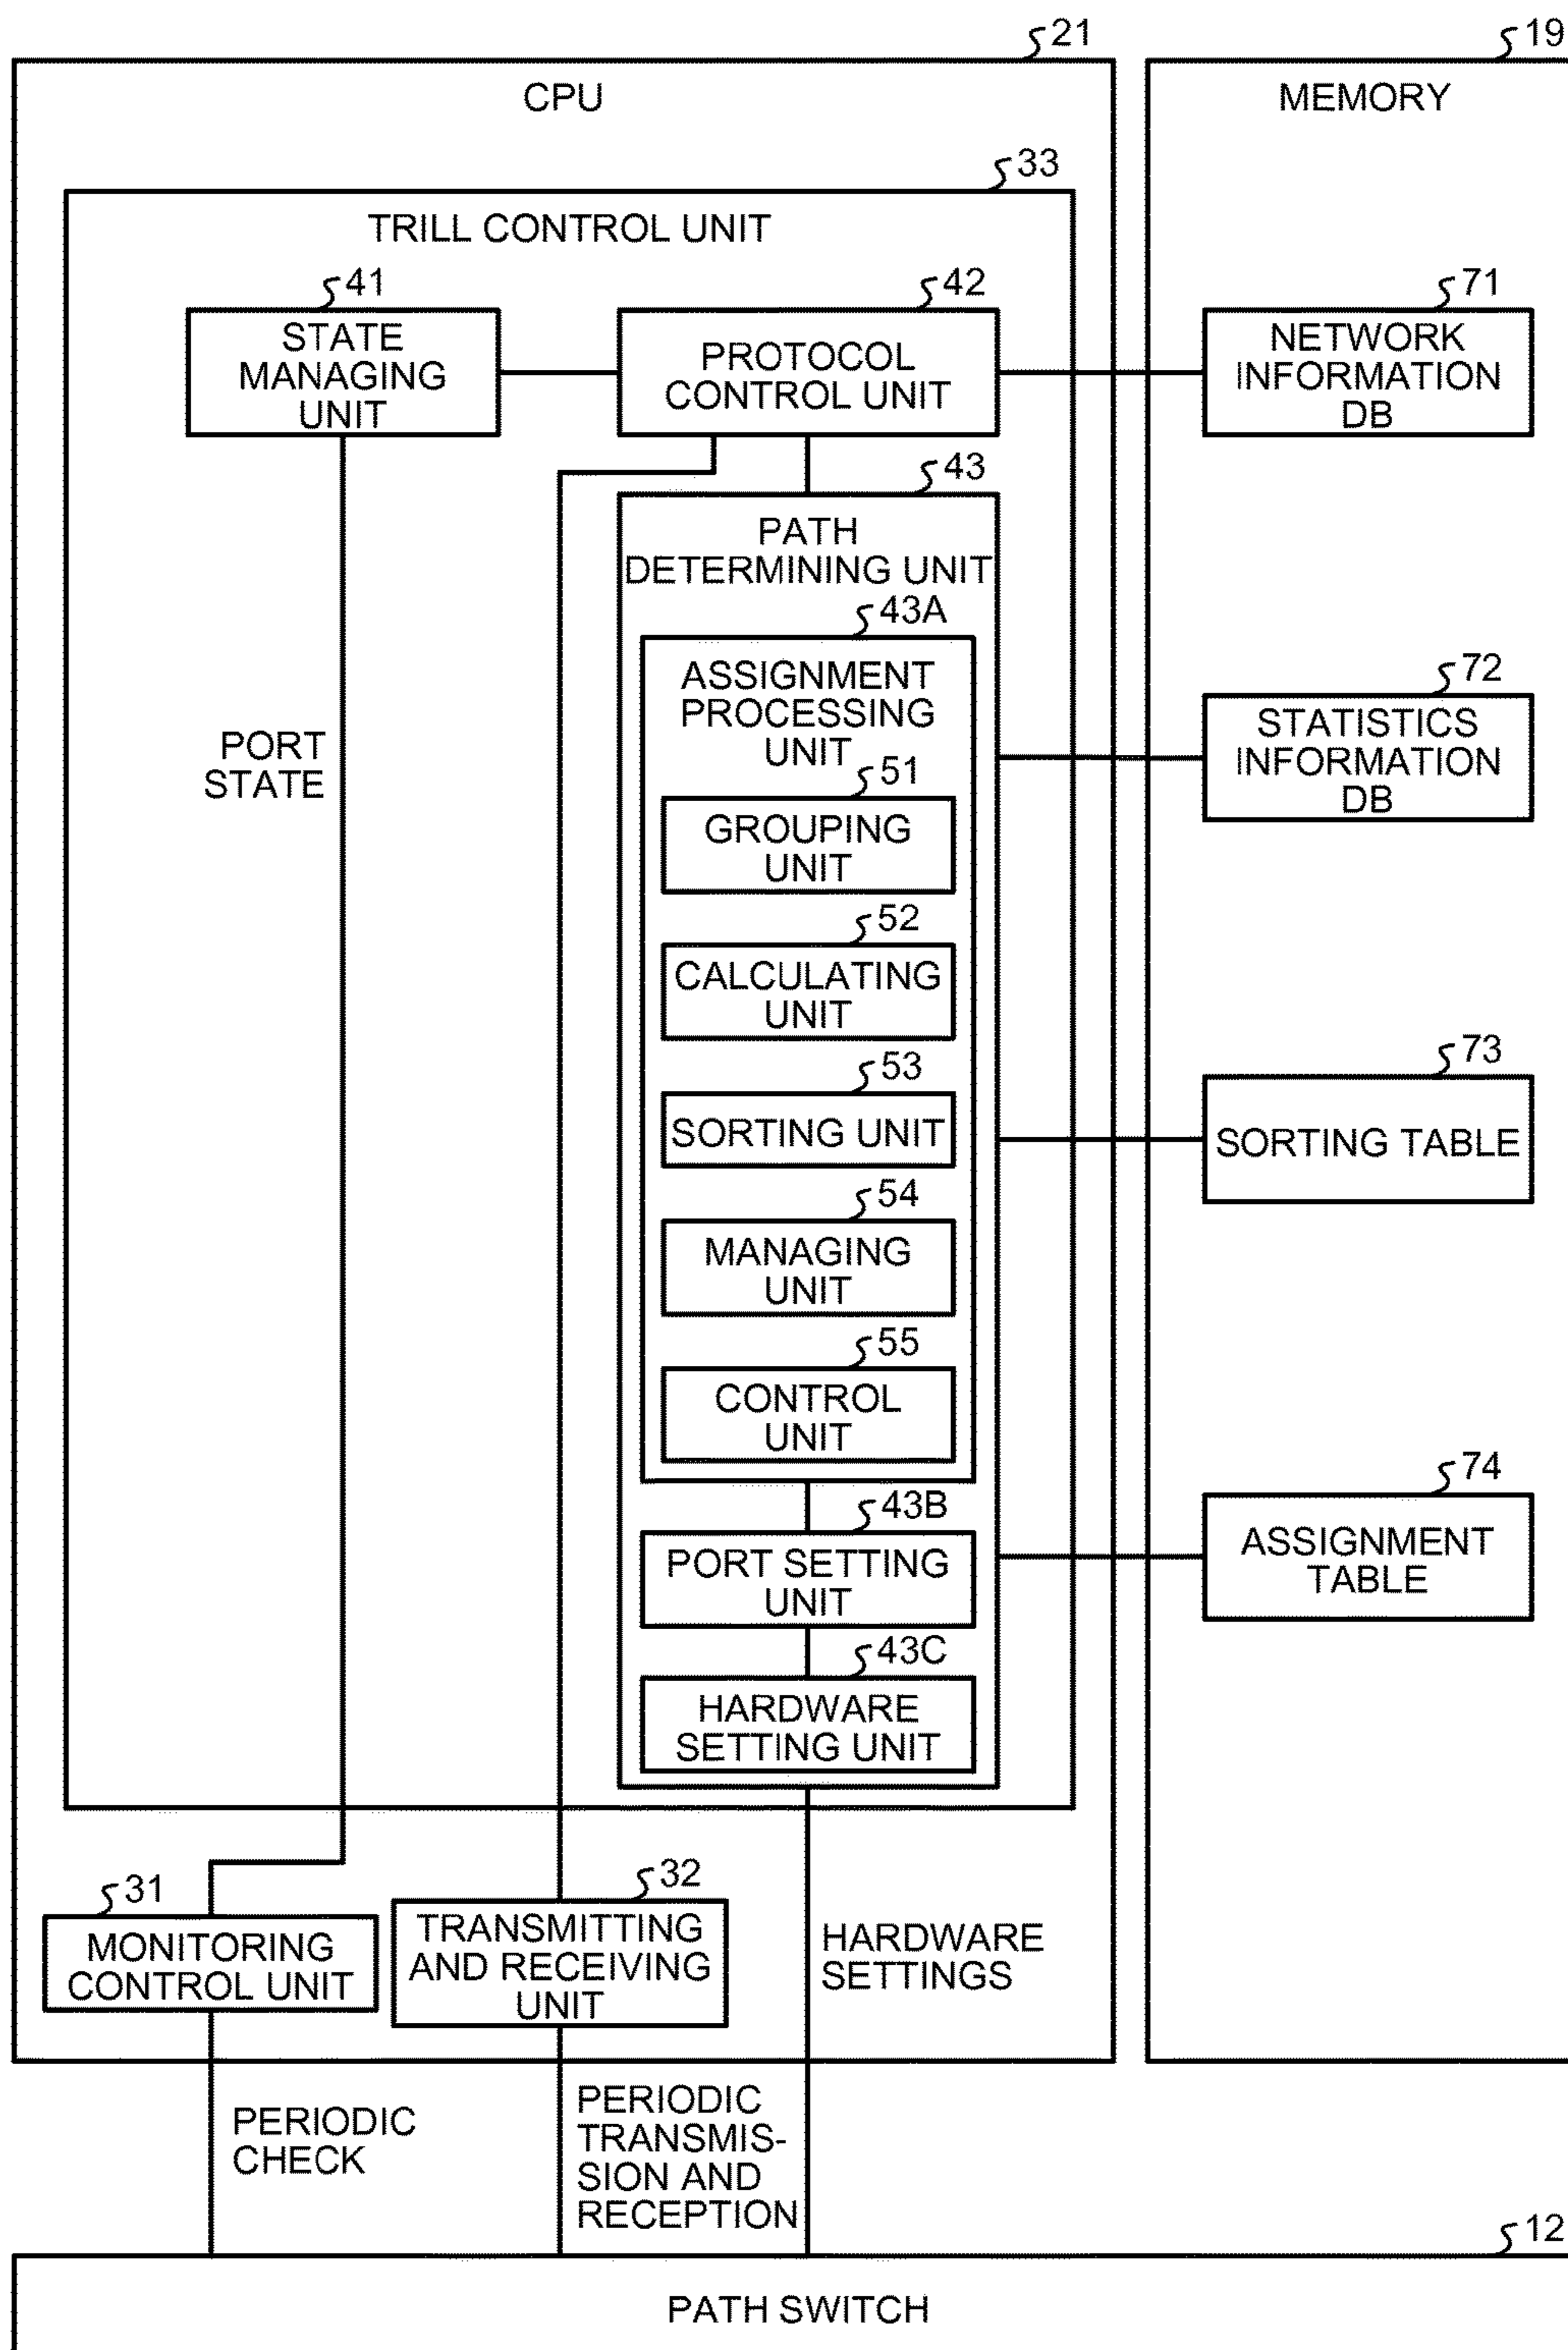 21
19
CPU
MEMORY
33
TRILL CONTROL UNIT
41
42
71
STATE
MANAGING
UNIT
PROTOCOL
CONTROL UNIT
NETWORK
INFORMATION
DB
43
PATH
DETERMINING UNIT
43A
ASSIGNMENT
PROCESSING
UNIT
72
STATISTICS
INFORMATION
DB
PORT
STATE
51
GROUPING
UNIT
52
CALCULATING
UNIT
53
SORTING UNIT
73
SORTING TABLE
54
MANAGING
UNIT
55
CONTROL
UNIT
74
ASSIGNMENT
TABLE
43B
PORT SETTING
UNIT
43C
HARDWARE
SETTING UNIT
31
MONITORING
CONTROL UNIT
32
TRANSMITTING
AND RECEIVING
UNIT
HARDWARE
SETTINGS
PERIODIC
CHECK
PERIODIC
TRANSMIS-
SION AND
RECEPTION
12
PATH SWITCH